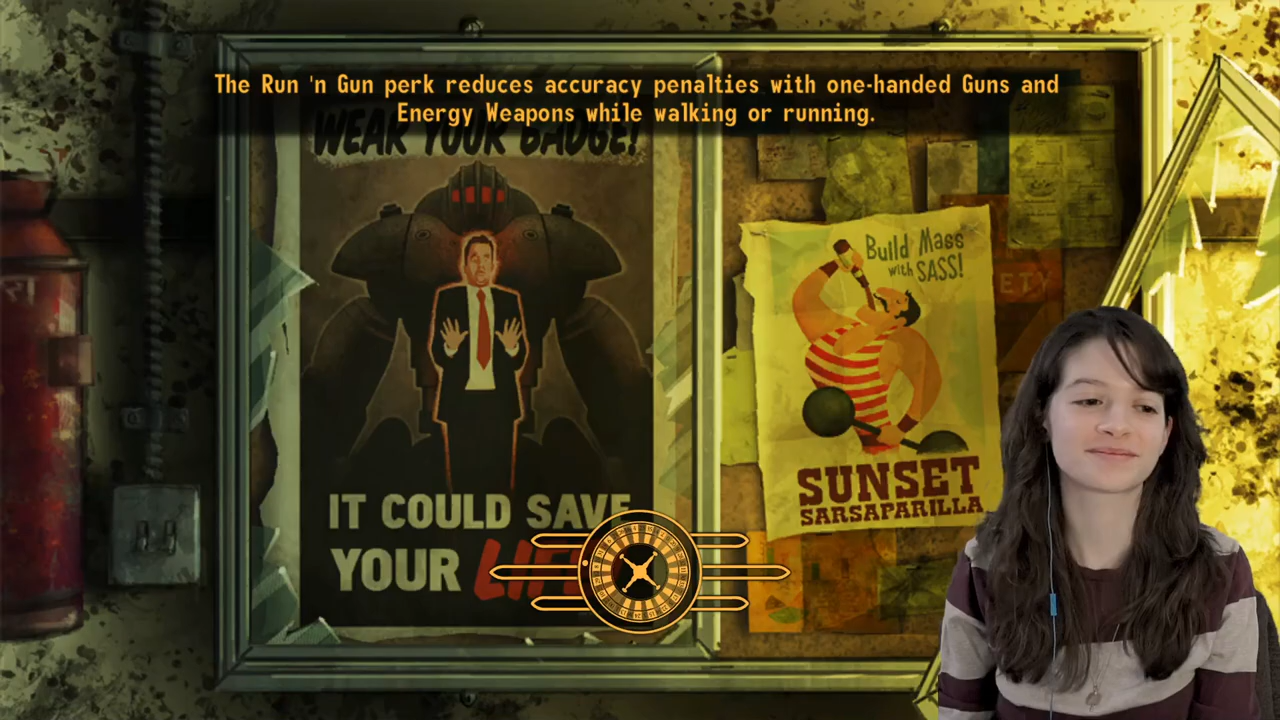 The Run 'n Gun perk reduces accuracy penalties with one-handed Guns and
Energy Weapons while walking or running.
WEAR YOUR BADGE!
IT COULD SAVE
YOUR LIFE
Build Mass
with SASS!
SUNSET
SARSAPARILLA